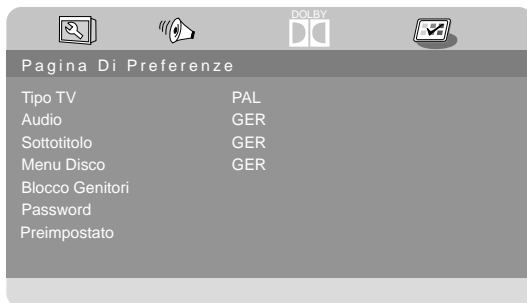 DOLBY
Pagina Di Preferenze
Tipo TV PAL
Audio GER
Sottotitolo GER
Menu Disco GER
Blocco Genitori
Password
Preimpostato